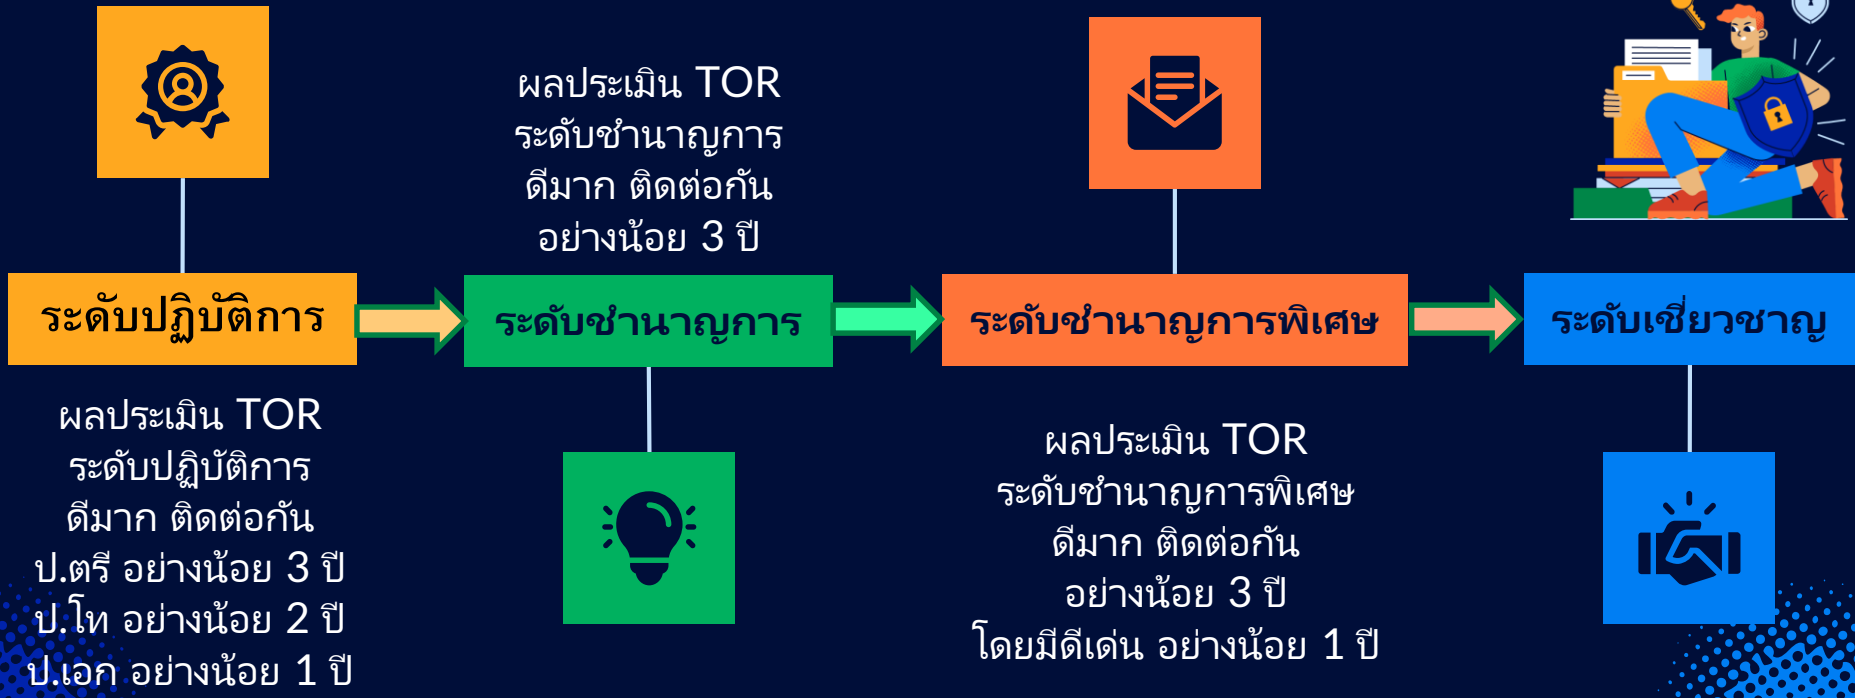 ผลประเมิน TOR
ระดับชำนาญการ
ดีมาก ติดต่อกัน
อย่างน้อย 3 ปี
ระดับปฏิบัติการ
ระดับชำนาญการ
ระดับชำนาญการพิเศษ
ระดับเชี่ยวชาญ
ผลประเมิน TOR
ระดับปฏิบัติการ
ดีมาก ติดต่อกัน
ป.ตรี อย่างน้อย 3 ปี
ป.โท อย่างน้อย 2 ปี
ป.เอก อย่างน้อย 1 ปี
ผลประเมิน TOR
ระดับชำนาญการพิเศษ
ดีมาก ติดต่อกัน
อย่างน้อย 3 ปี
โดยมีดีเด่น อย่างน้อย 1 ปี